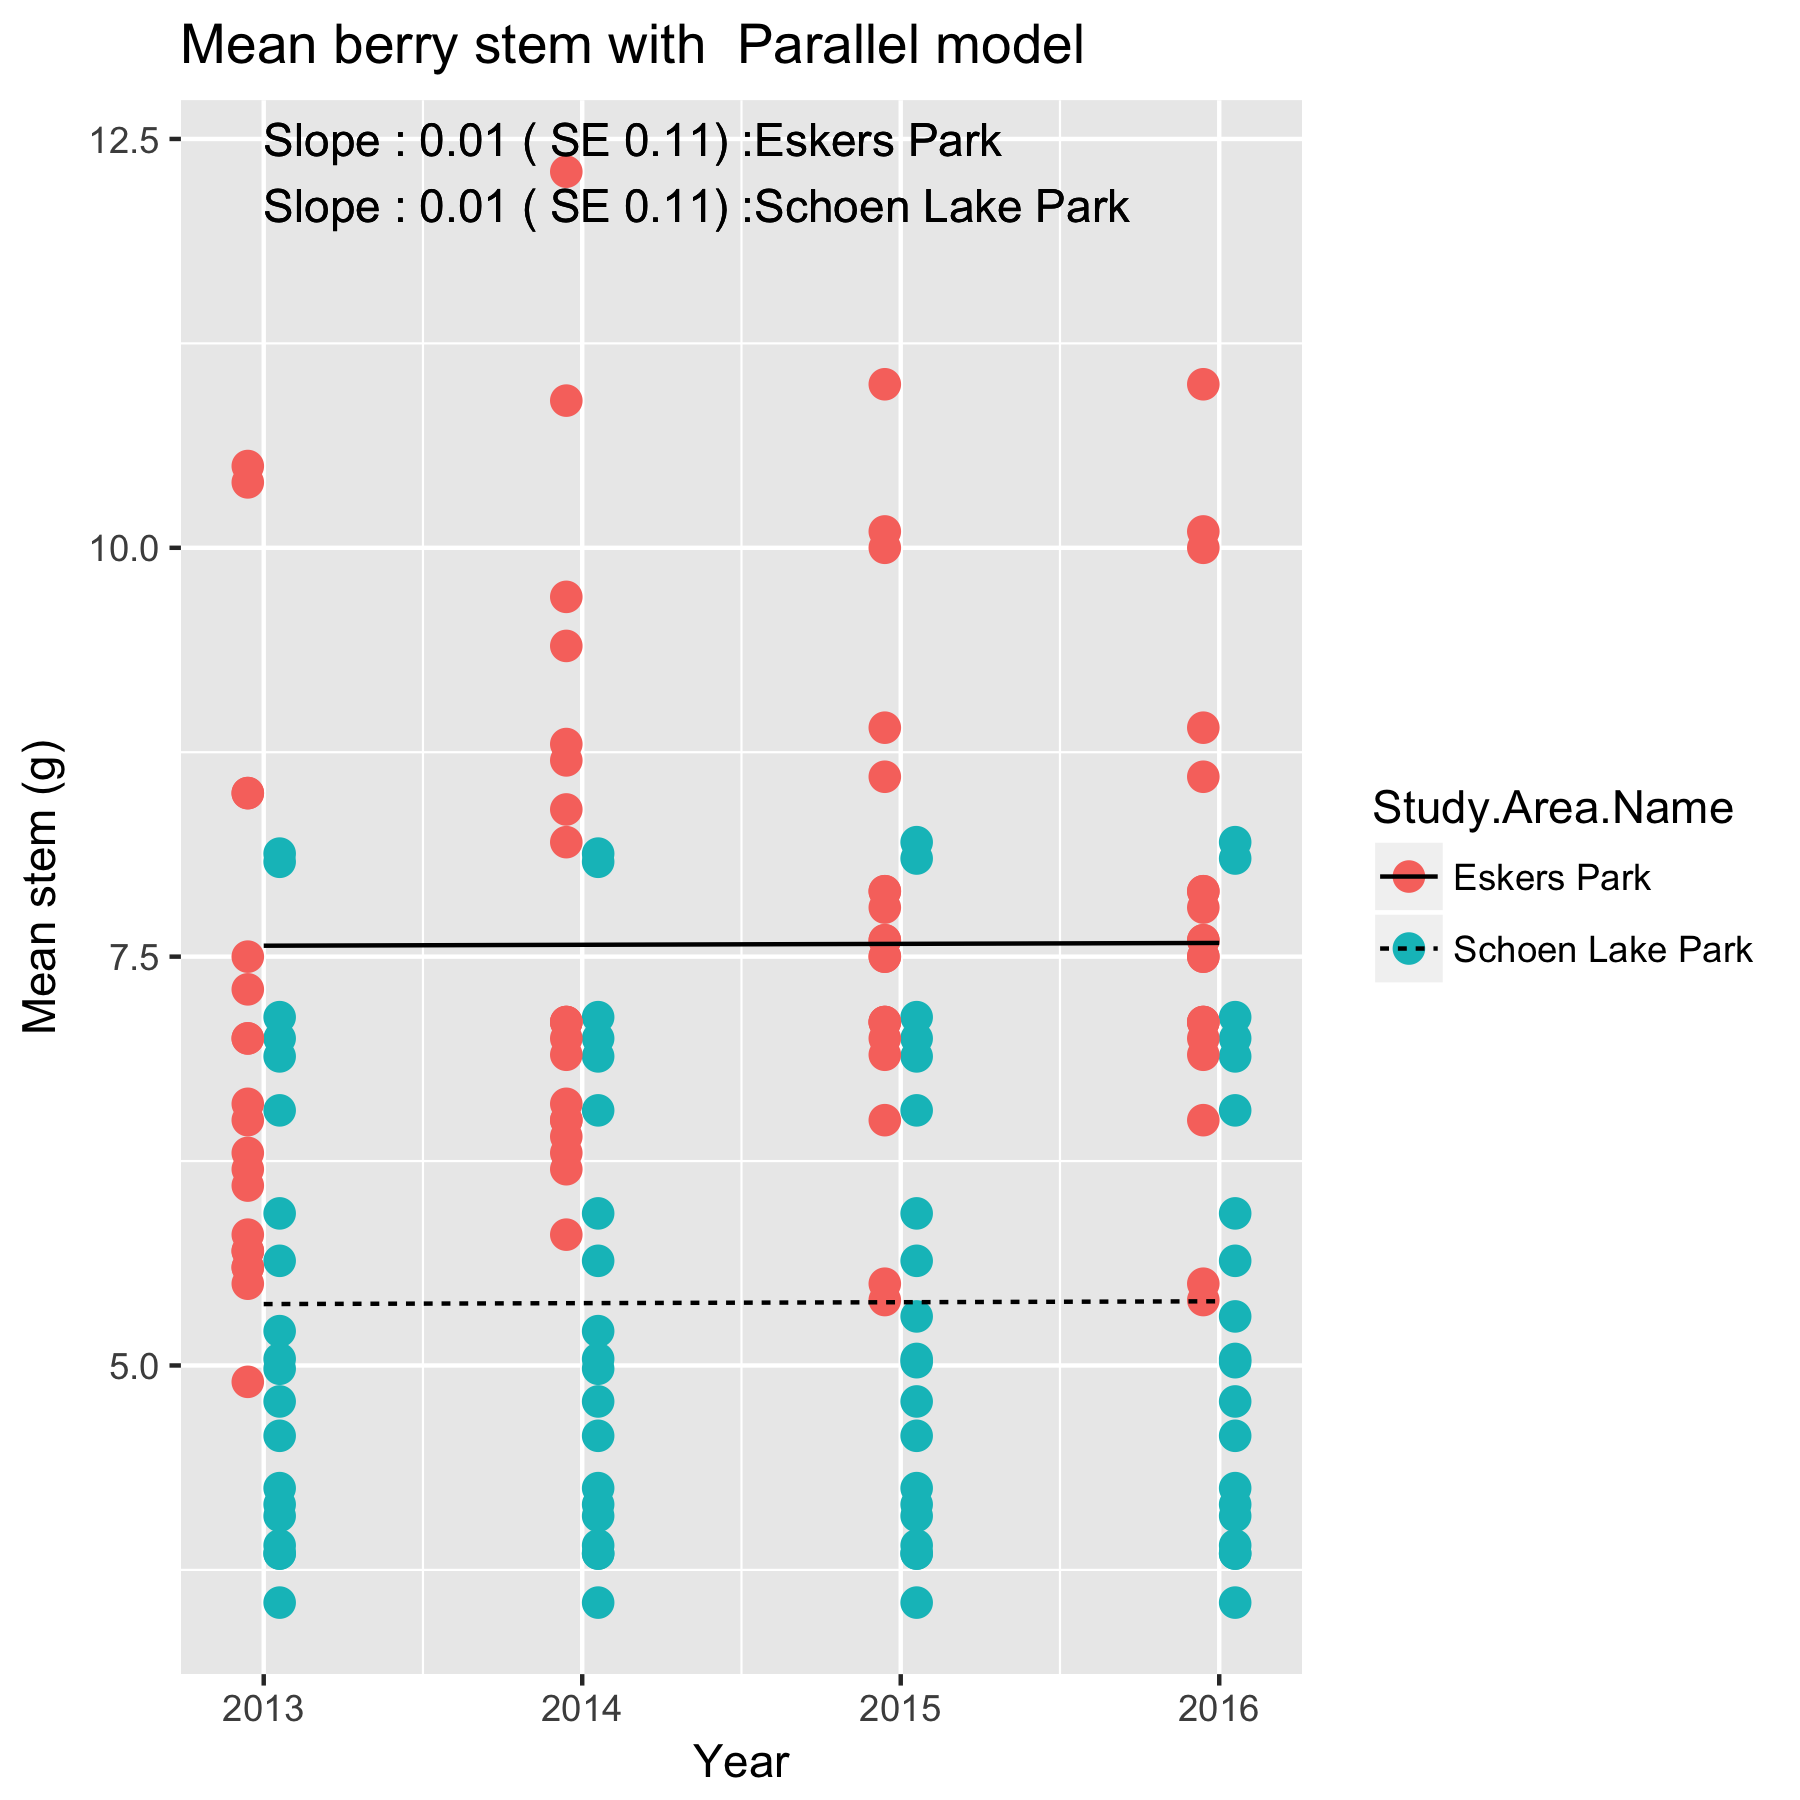 Mean berry stem with  Parallel model
Slope : 0.01 ( SE 0.11) :Eskers Park
Slope : 0.01 ( SE 0.11) :Schoen Lake Park
12.5
10.0
7.5
5.0
Mean stem (g)
2013 2014 2015 2016
Year
Study.Area.Name
Eskers Park
Schoen Lake Park